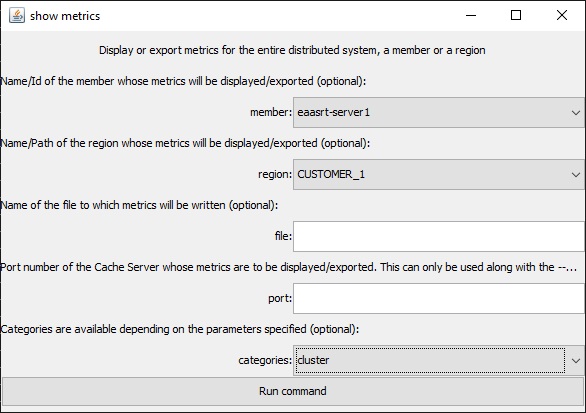 show metrics
Display or export metrics for the entire distributed system, a member or a region
Name/Id of the member whose metrics will be displayed/exported (optional):
member: eaasrt-server1
Name/Path of the region whose metrics will be displayed/exported (optional):
region: CUSTOMER_1
Name of the file to which metrics will be written (optional):
file:
Port number of the Cache Server whose metrics are to be displayed/exported. This can only be used along with the --...
port:
Categories are available depending on the parameters specified (optional):
categories: cluster
Run command